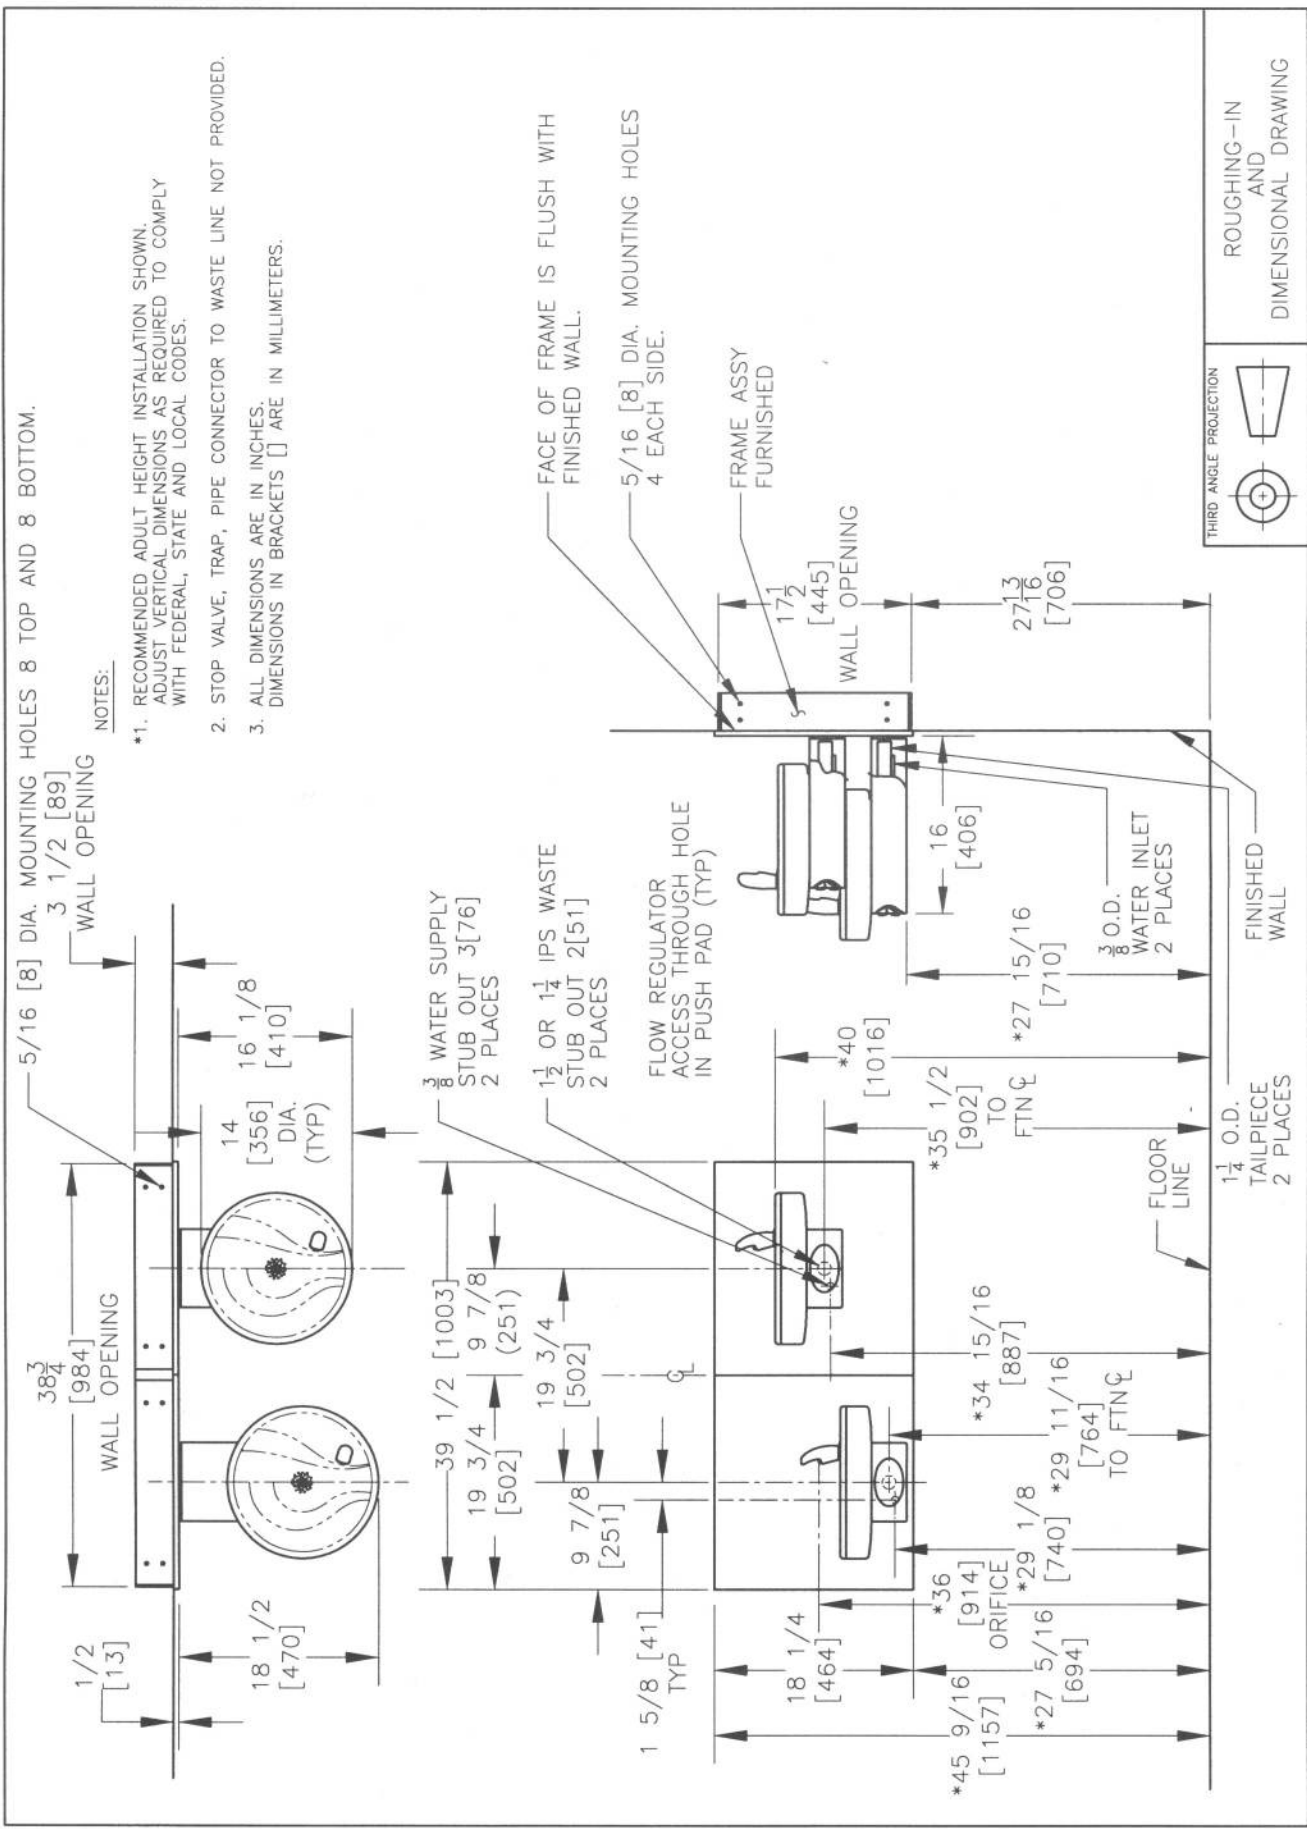 5/16 [8] DIA. MOUNTING HOLES 8 TOP AND 8 BOTTOM.
3 1/2 [89]
WALL OPENING
38 3/4
[984]
WALL OPENING
1/2
[13]
18 1/2
[470]
16 1/8
[410]
14
[356]
DIA.
(TYP)
NOTES:
*1. RECOMMENDED ADULT HEIGHT INSTALLATION SHOWN.
ADJUST VERTICAL DIMENSIONS AS REQUIRED TO COMPLY
WITH FEDERAL, STATE AND LOCAL CODES.
2. STOP VALVE, TRAP, PIPE CONNECTOR TO WASTE LINE NOT PROVIDED.
3. ALL DIMENSIONS ARE IN INCHES.
DIMENSIONS IN BRACKETS [] ARE IN MILLIMETERS.
39 1/2 [1003]
19 3/4
[502]
9 7/8
(251)
19 3/4
[502]
9 7/8
[251]
1 5/8 [41]
TYP
3/8 WATER SUPPLY
STUB OUT 3[76]
2 PLACES
1 1/2 OR 1 1/4 IPS WASTE
STUB OUT 2[51]
2 PLACES
FLOW REGULATOR
ACCESS THROUGH HOLE
IN PUSH PAD (TYP)
℄
18 1/4
[464]
*45 9/16
[1157]
*27 5/16
[694]
*36
[914]
ORIFICE
*29 1/8
[740]
*29 11/16
[764]
TO FTN ℄
*34 15/16
[887]
*35 1/2
[902]
TO
FTN ℄
*40
[1016]
FLOOR
LINE
*27 15/16
[710]
16
[406]
3/8 O.D.
WATER INLET
2 PLACES
1 1/4 O.D.
TAILPIECE
2 PLACES
FINISHED
WALL
FACE OF FRAME IS FLUSH WITH
FINISHED WALL.
5/16 [8] DIA. MOUNTING HOLES
4 EACH SIDE.
FRAME ASSY
FURNISHED
17 1/2
[445]
WALL OPENING
27 13/16
[706]
THIRD ANGLE PROJECTION
ROUGHING-IN
AND
DIMENSIONAL DRAWING